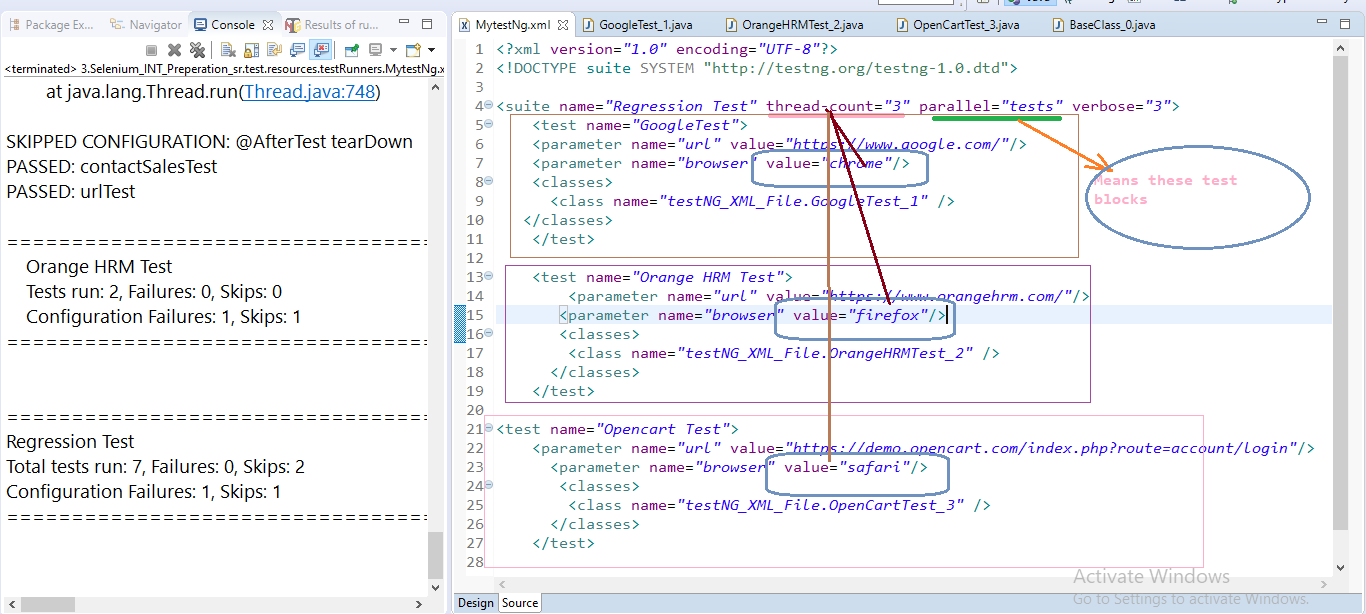 Package Ex...
Navigator
Console
Results of ru...
<terminated> 3.Selenium_INT_Preperation_sr.test.resources.testRunners.MytestNg.x
at java.lang.Thread.run(Thread.java:748)
SKIPPED CONFIGURATION: @AfterTest tearDown
PASSED: contactSalesTest
PASSED: urlTest
===============================
Orange HRM Test
Tests run: 2, Failures: 0, Skips: 0
Configuration Failures: 1, Skips: 1
===============================
===============================
Regression Test
Total tests run: 7, Failures: 0, Skips: 2
Configuration Failures: 1, Skips: 1
===============================
MytestNg.xml
GoogleTest_1.java
OrangeHRMTest_2.java
OpenCartTest_3.java
BaseClass_0.java
1 <?xml version="1.0" encoding="UTF-8"?>
2 <!DOCTYPE suite SYSTEM "http://testng.org/testng-1.0.dtd">
3
4 <suite name="Regression Test" thread-count="3" parallel="tests" verbose="3">
5 <test name="GoogleTest">
6 <parameter name="url" value="https://www.google.com/"/>
7 <parameter name="browser" value="chrome"/>
8 <classes>
9 <class name="testNG_XML_File.GoogleTest_1" />
10 </classes>
11 </test>
12
13 <test name="Orange HRM Test">
14 <parameter name="url" value="https://www.orangehrm.com/"/>
15 <parameter name="browser" value="firefox"/>
16 <classes>
17 <class name="testNG_XML_File.OrangeHRMTest_2" />
18 </classes>
19 </test>
20
21 <test name="Opencart Test">
22 <parameter name="url" value="https://demo.opencart.com/index.php?route=account/login"/>
23 <parameter name="browser" value="safari"/>
24 <classes>
25 <class name="testNG_XML_File.OpenCartTest_3" />
26 </classes>
27 </test>
28
Means these test
blocks
Design
Source
Activate Windows
Go to Settings to activate Windows.